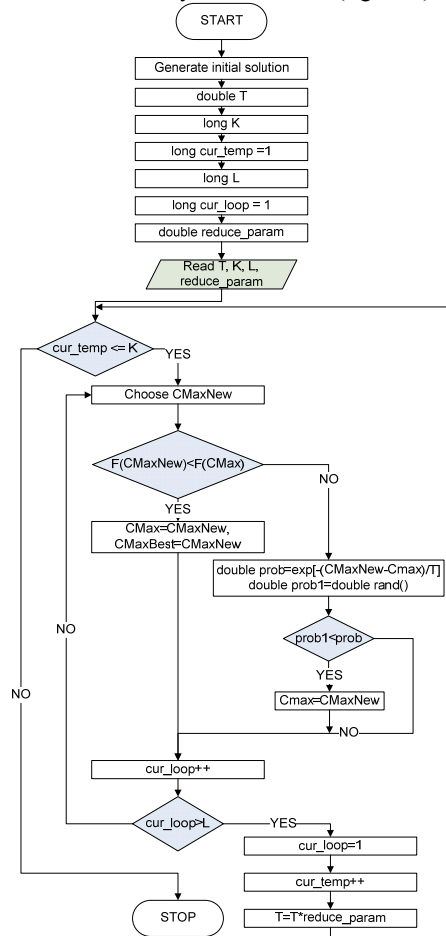 START
Generate initial solution
double T
long K
long cur_temp =1
long L
long cur_loop = 1
double reduce_param
Read T, K, L,
reduce_param
cur_temp <= K
YES
Choose CMaxNew
F(CMaxNew)<F(CMax)
NO
YES
CMax=CMaxNew,
CMaxBest=CMaxNew
double prob=exp[-(CMaxNew-Cmax)/T]
double prob1=double rand()
NO
prob1<prob
YES
NO
Cmax=CMaxNew
NO
cur_loop++
cur_loop>L
YES
cur_loop=1
cur_temp++
STOP
T=T*reduce_param